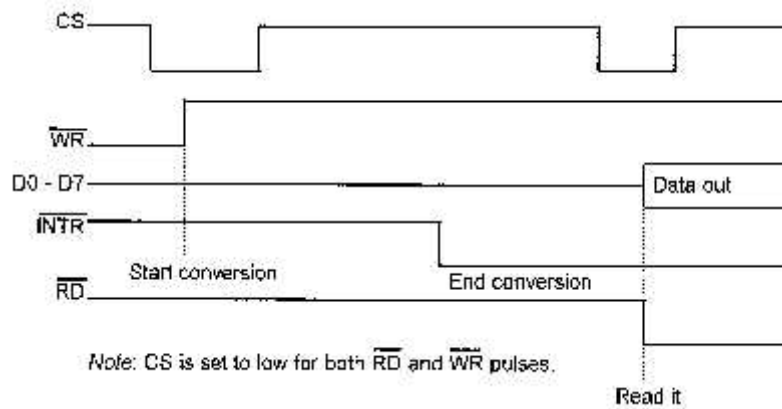 CS
WR
D0 - D7
Data out
INTR
Start conversion
End conversion
RD
Note: CS is set to low for both RD and WR pulses.
Read it